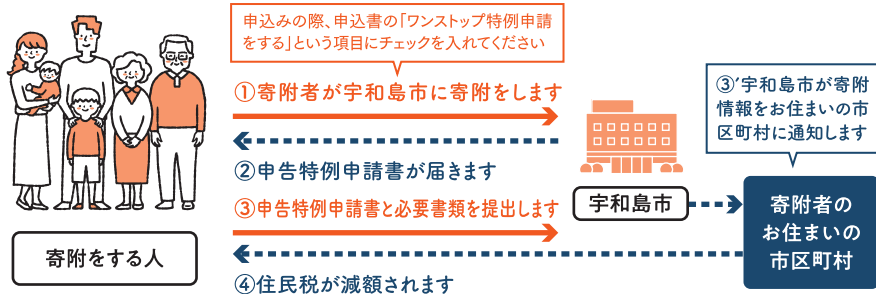 申込みの際、申込書の「ワンストップ特例申請
をする」という項目にチェックを入れてください
①寄附者が宇和島市に寄附をします
②申告特例申請書が届きます
③申告特例申請書と必要書類を提出します
④住民税が減額されます
寄附をする人
宇和島市
③´宇和島市が寄附
情報をお住まいの市
区町村に通知します
寄附者の
お住まいの
市区町村